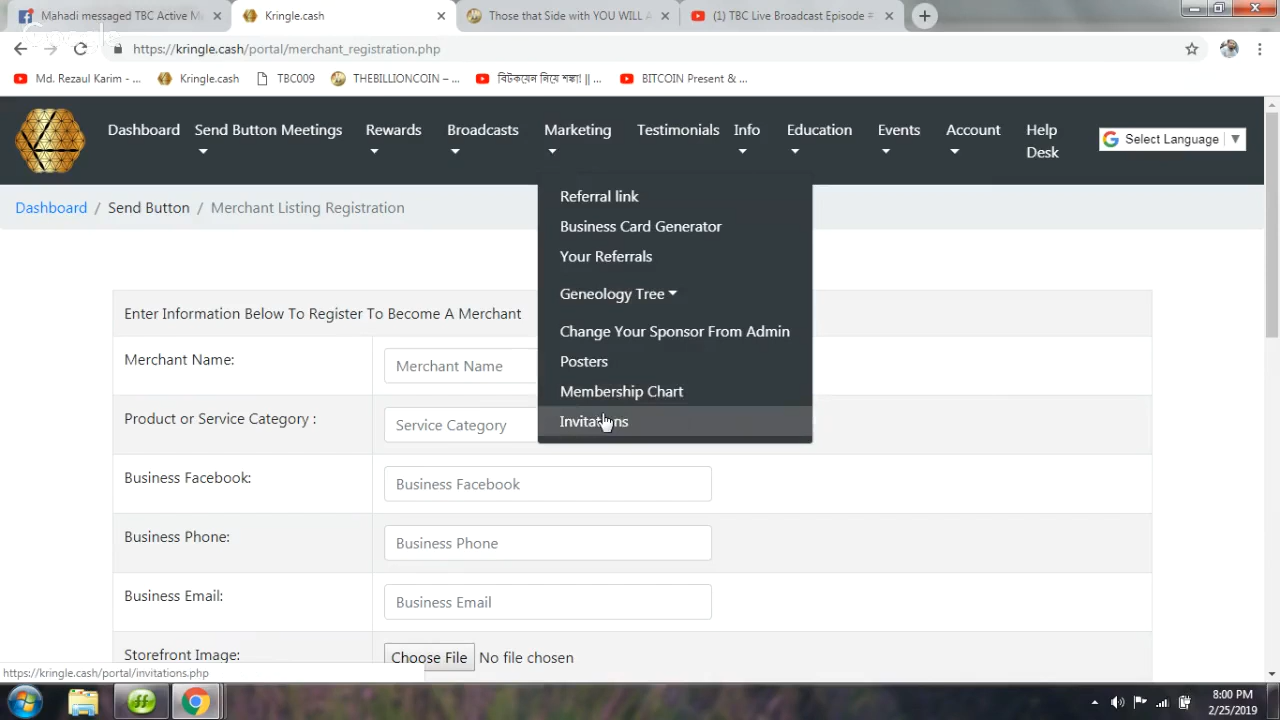 Mahadi messaged TBC Active M
Kringle.cash
Those that Side with YOU WILL A
(1) TBC Live Broadcast Episode #
https://kringle.cash/portal/merchant_registration.php
Md. Rezaul Karim - ...
Kringle.cash
TBC009
THEBILLIONCOIN – ...
বিটকয়েন নিয়ে শঙ্কা! || ...
BITCOIN Present & ...
Dashboard
Send Button Meetings
Rewards
Broadcasts
Marketing
Testimonials
Info
Education
Events
Account
Help
Desk
Select Language
Dashboard / Send Button / Merchant Listing Registration
Referral link
Business Card Generator
Your Referrals
Geneology Tree
Change Your Sponsor From Admin
Posters
Membership Chart
Invitations
Enter Information Below To Register To Become A Merchant
Merchant Name:
Merchant Name
Product or Service Category :
Service Category
Business Facebook:
Business Facebook
Business Phone:
Business Phone
Business Email:
Business Email
Storefront Image:
Choose File No file chosen
https://kringle.cash/portal/invitations.php
8:00 PM
2/25/2019